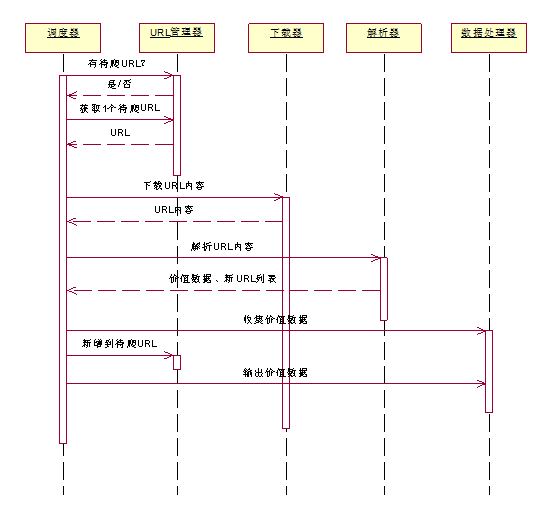 调度器 URL管理器 下载器 解析器 数据处理器
有待爬URL?
是/否
获取1个待爬URL
URL
下载URL内容
URL内容
解析URL内容
价值数据、新URL列表
收集价值数据
新增到待爬URL
输出价值数据